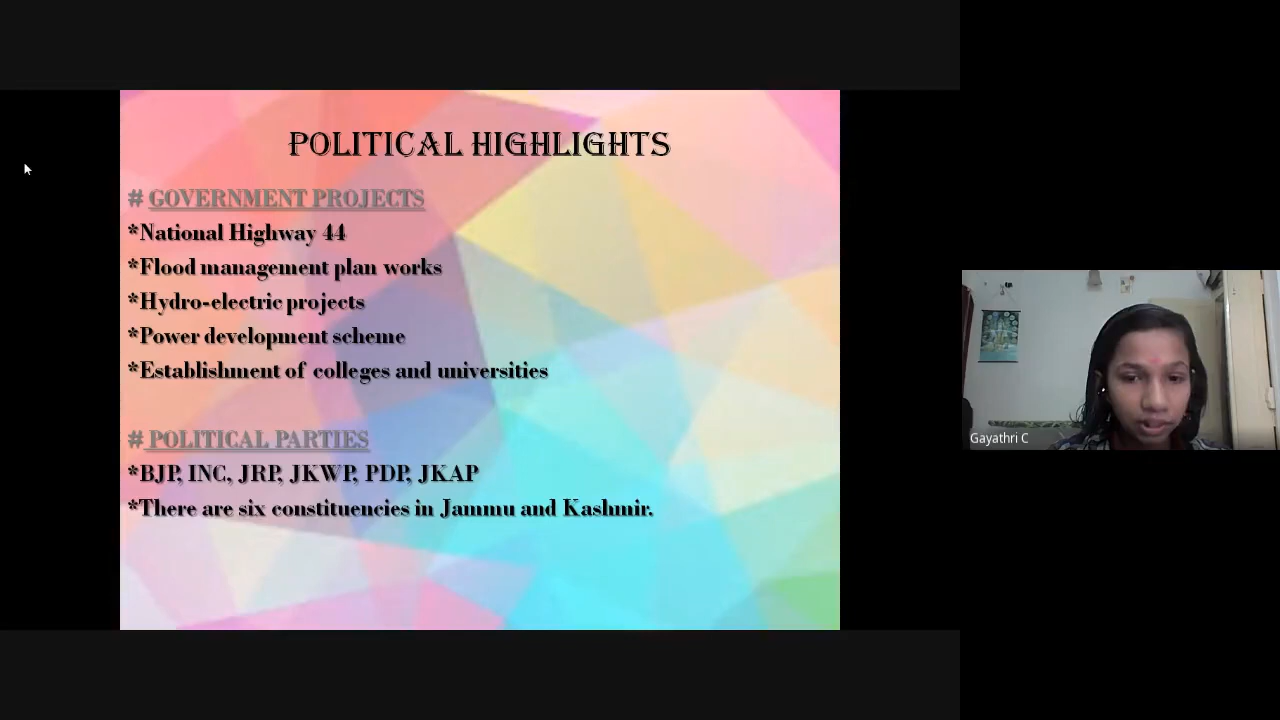 POLITICAL HIGHLIGHTS
# GOVERNMENT PROJECTS
*National Highway 44
*Flood management plan works
*Hydro-electric projects
*Power development scheme
*Establishment of colleges and universities
# POLITICAL PARTIES
*BJP, INC, JRP, JKWP, PDP, JKAP
*There are six constituencies in Jammu and Kashmir.
Gayathri C